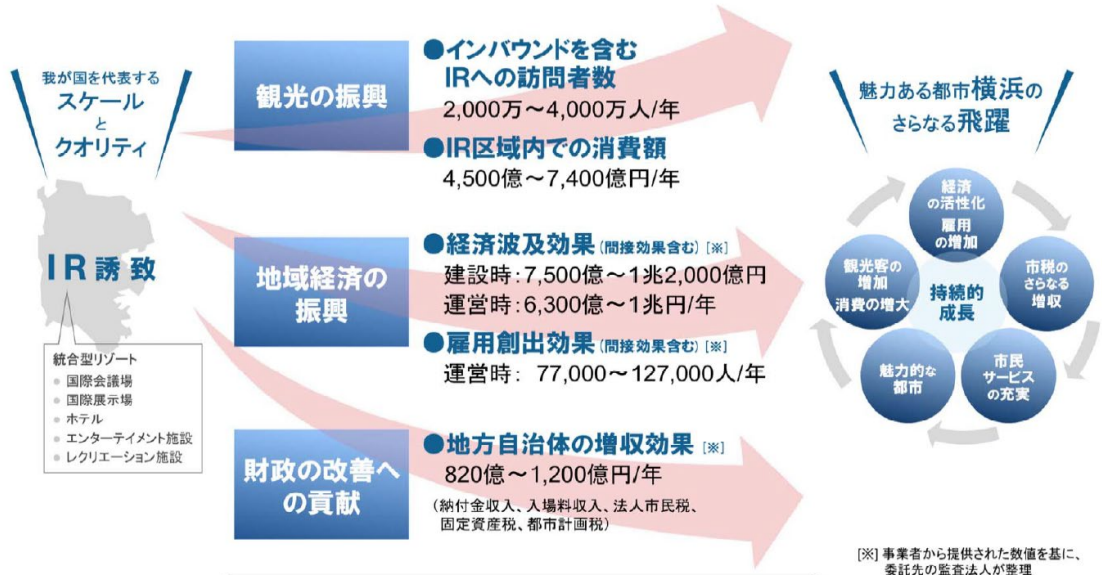 我が国を代表する
スケール
と
クオリティ
IR誘致
統合型リゾート
● 国際会議場
● 国際展示場
● ホテル
● エンターテイメント施設
● レクリエーション施設
観光の振興
●インバウンドを含む
IRへの訪問者数
2,000万～4,000万人/年
●IR区域内での消費額
4,500億～7,400億円/年
地域経済の
振興
●経済波及効果(間接効果含む)[※]
建設時:7,500億～1兆2,000億円
運営時:6,300億～1兆円/年
●雇用創出効果(間接効果含む)[※]
運営時: 77,000～127,000人/年
財政の改善へ
の貢献
●地方自治体の増収効果 [※]
820億～1,200億円/年
(納付金収入、入場料収入、法人市民税、
固定資産税、都市計画税)
魅力ある都市横浜の
さらなる飛躍
経済
の活性化
雇用
の増加
市税の
さらなる
増収
市民
サービス
の充実
魅力的な
都市
観光客の
増加
消費の増大
持続的
成長
[※] 事業者から提供された数値を基に、
委託先の監査法人が整理